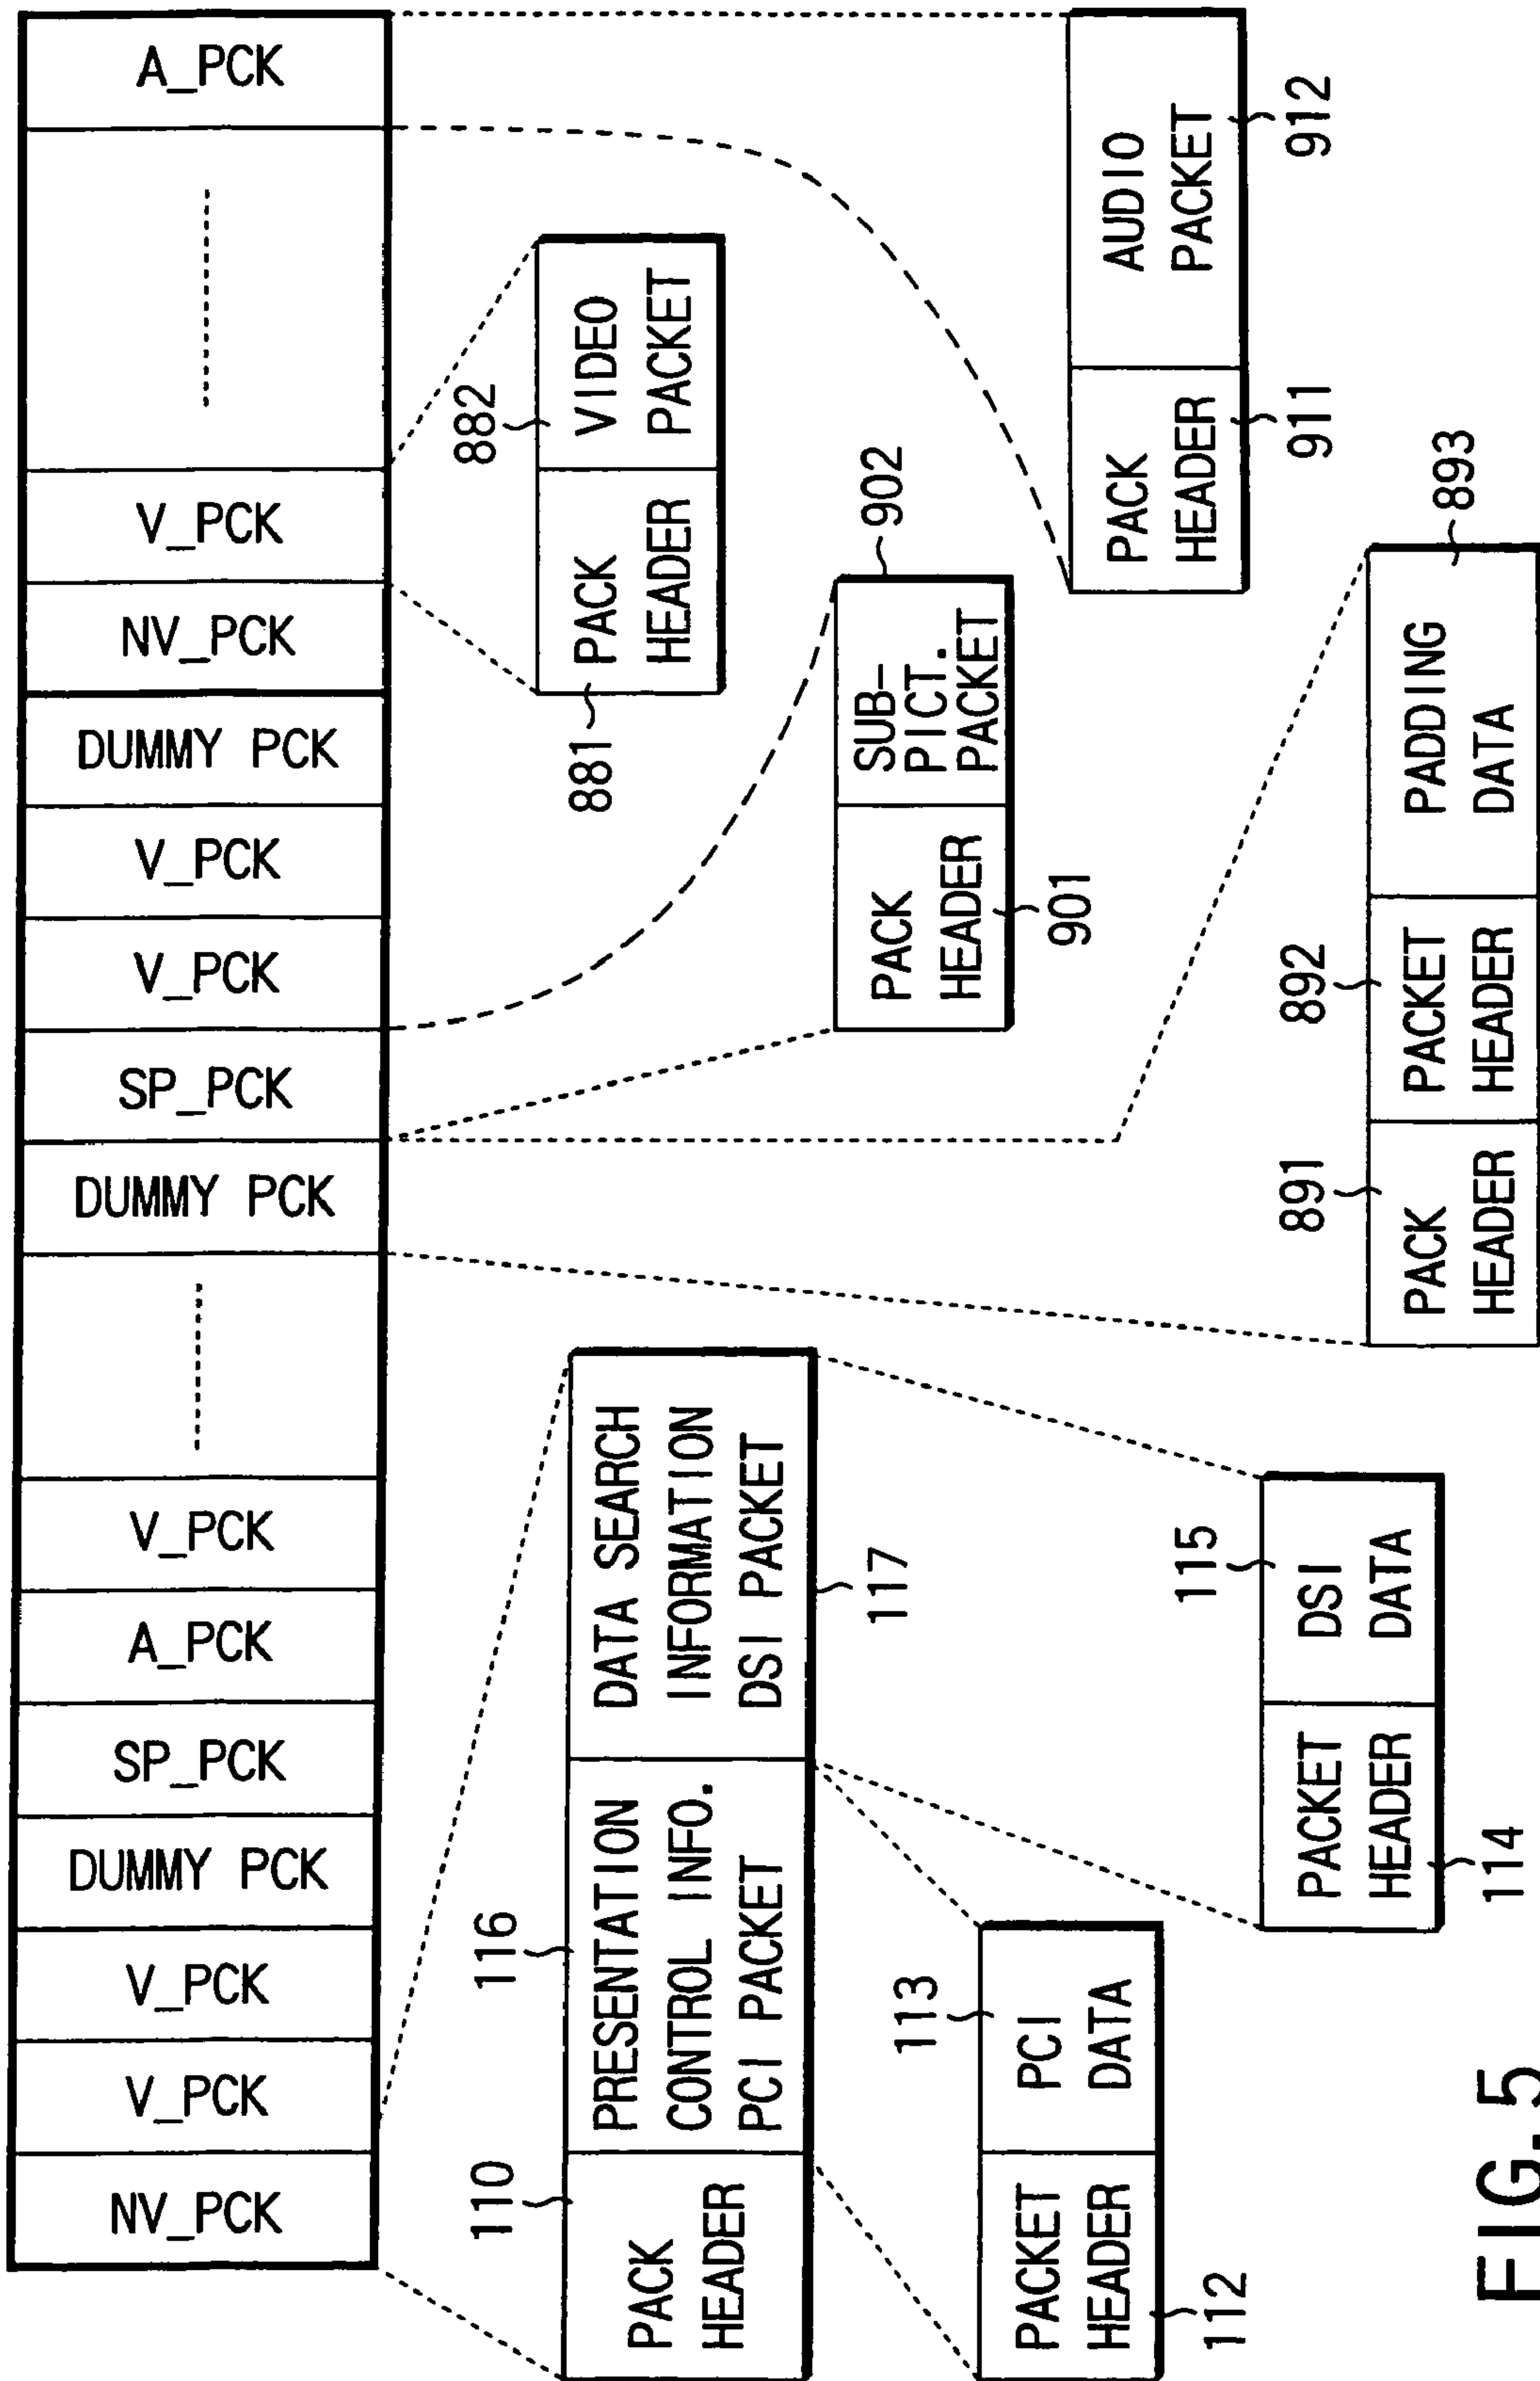 NV_PCK
V_PCK
V_PCK
DUMMY PCK
SP_PCK
A_PCK
V_PCK
DUMMY PCK
SP_PCK
V_PCK
V_PCK
DUMMY PCK
NV_PCK
V_PCK
A_PCK
110
PACK
HEADER
116
PRESENTATION
CONTROL INFO.
PCI PACKET
DATA SEARCH
INFORMATION
DSI PACKET
117
881
PACK
HEADER
882
VIDEO
PACKET
PACK
HEADER
901
SUB-
PICT.
PACKET
902
113
PACKET
HEADER
112
PCI
DATA
PACK
HEADER
911
AUDIO
PACKET
912
115
PACKET
HEADER
114
DSI
DATA
891
PACK
HEADER
892
PACKET
HEADER
PADDING
DATA
893
FIG. 5